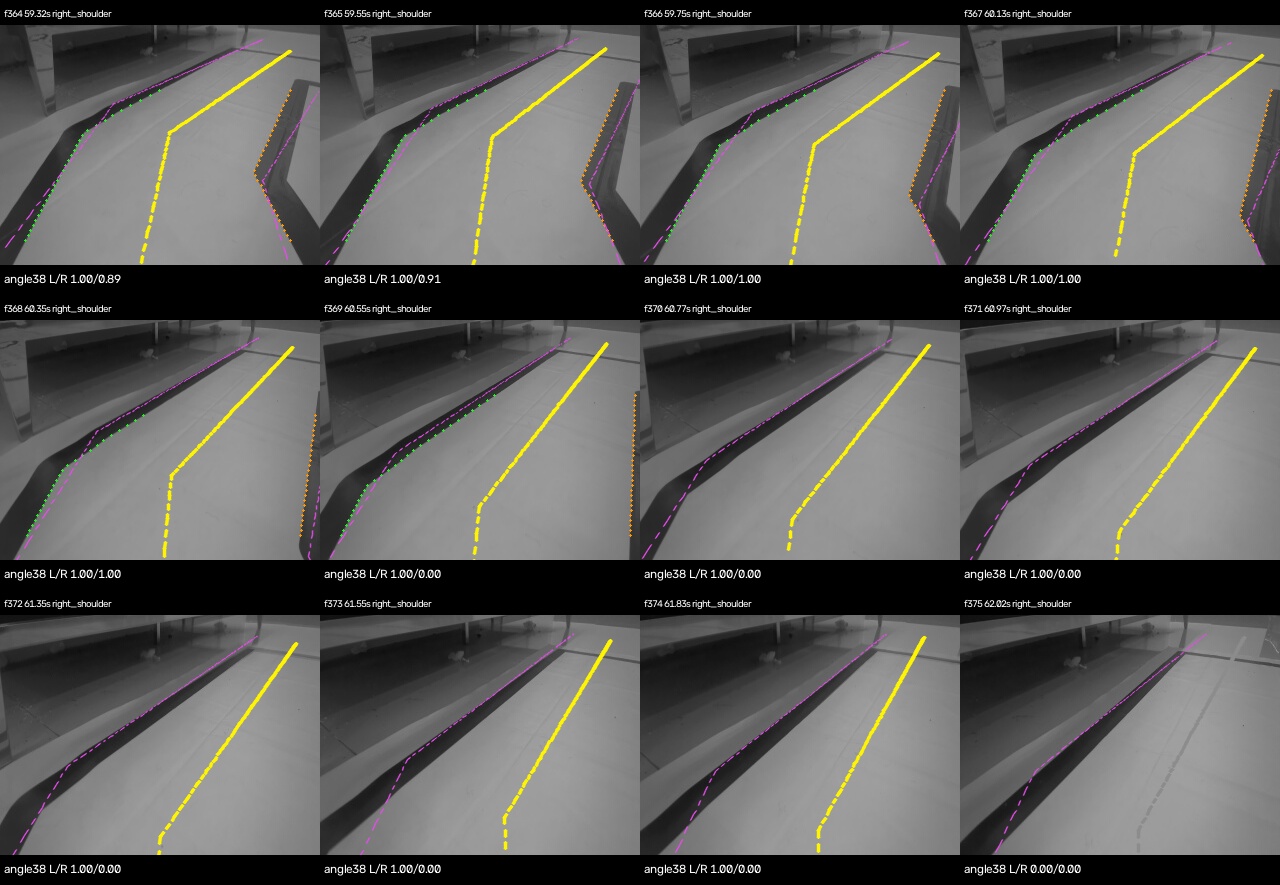 f364 59.32s right_shoulder
f365 59.55s right_shoulder
f366 59.75s right_shoulder
f367 60.13s right_shoulder
angle38 L/R 1.00/0.89
angle38 L/R 1.00/0.91
angle38 L/R 1.00/1.00
angle38 L/R 1.00/1.00
f368 60.35s right_shoulder
f369 60.55s right_shoulder
f370 60.77s right_shoulder
f371 60.97s right_shoulder
angle38 L/R 1.00/1.00
angle38 L/R 1.00/0.00
angle38 L/R 1.00/0.00
angle38 L/R 1.00/0.00
f372 61.35s right_shoulder
f373 61.55s right_shoulder
f374 61.83s right_shoulder
f375 62.02s right_shoulder
angle38 L/R 1.00/0.00
angle38 L/R 1.00/0.00
angle38 L/R 1.00/0.00
angle38 L/R 0.00/0.00